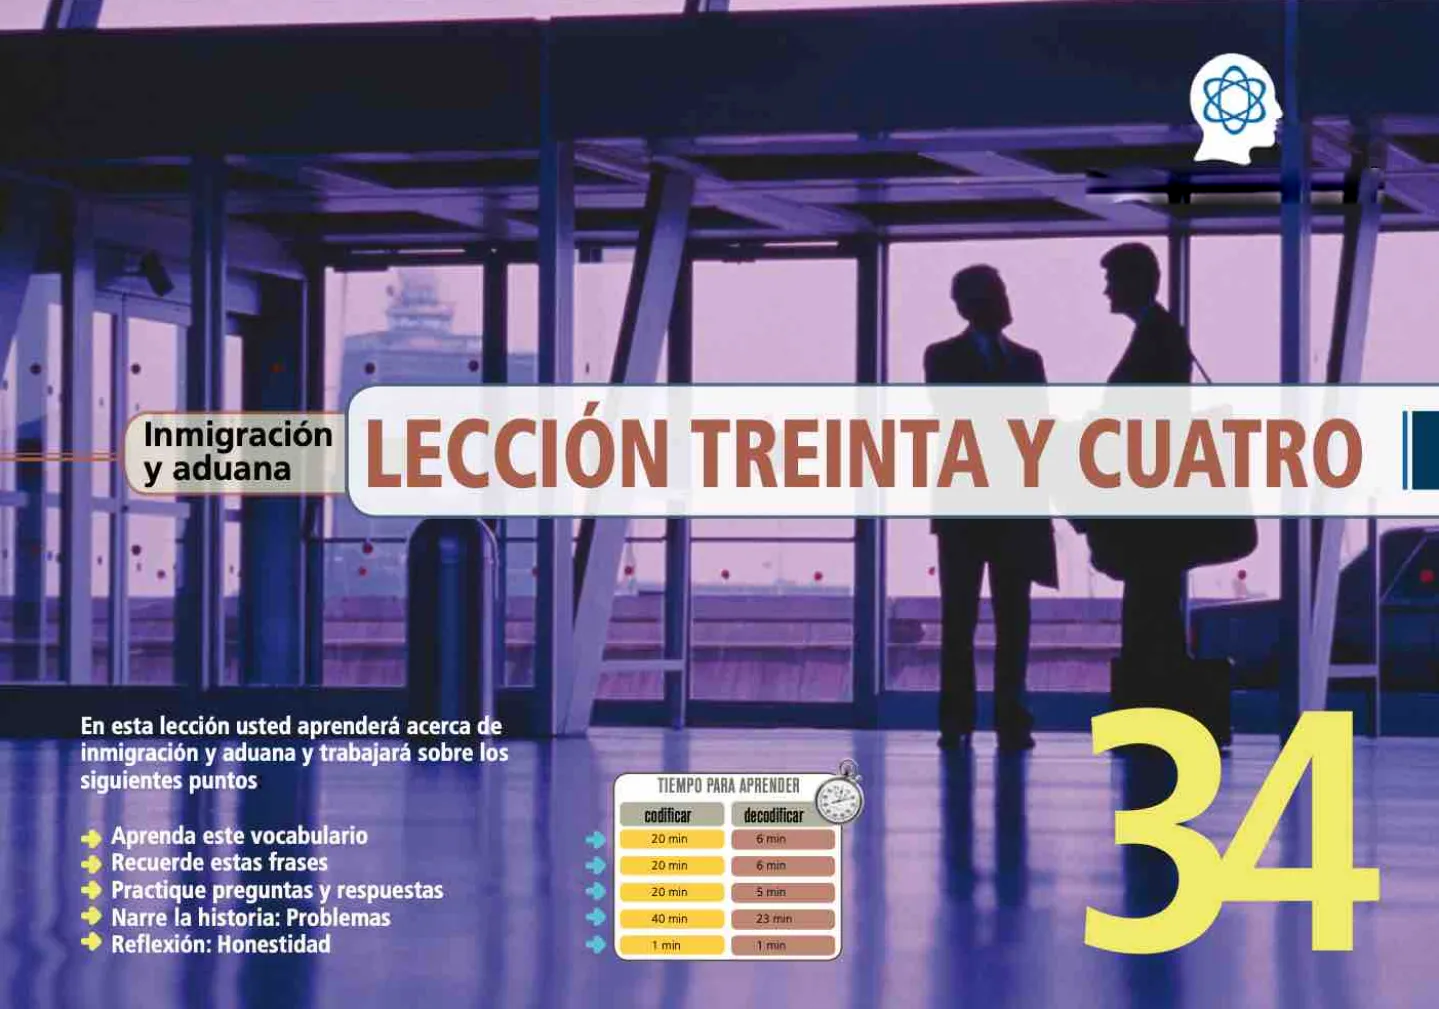 Inmigración
y aduana
LECCIÓN TREINTA Y CUATRO
En esta lección usted aprenderá acerca de
inmigración y aduana y trabajará sobre los
siguientes puntos
Aprenda este vocabulario
Recuerde estas frases
Practique preguntas y respuestas
Narre la historia: Problemas
Reflexión: Honestidad
TIEMPO PARA APRENDER
codificar decodificar
20 min 6 min
20 min 6 min
20 min 5 min
40 min 23 min
1 min 1 min
34